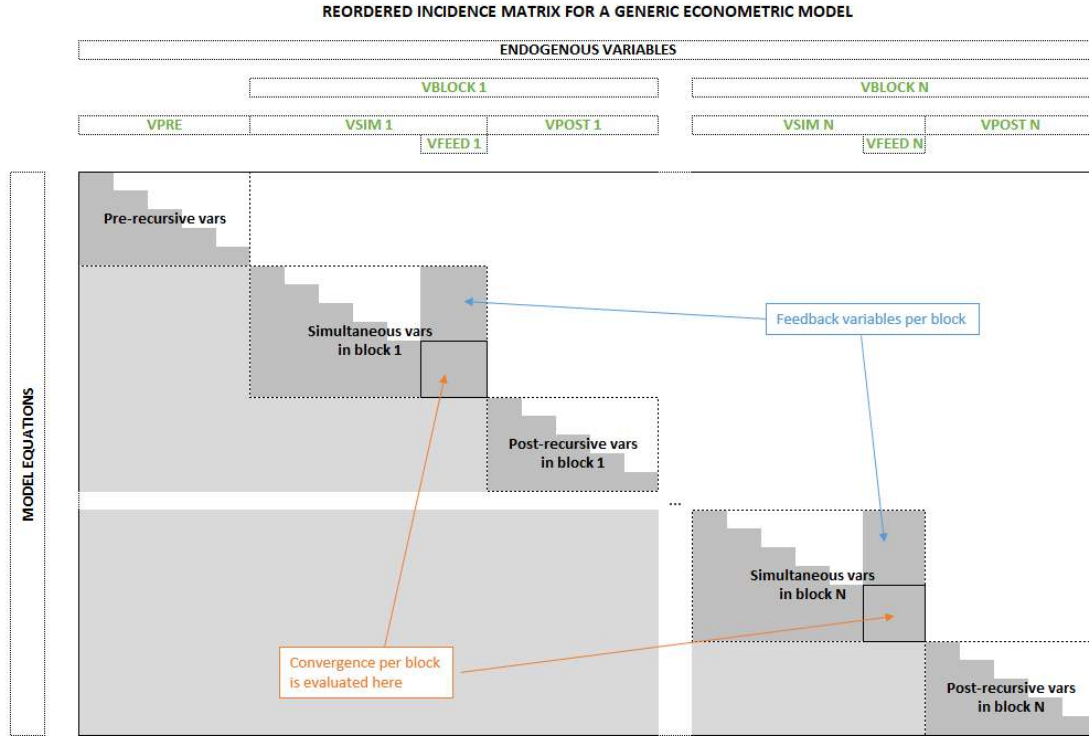 REORDERED INCIDENCE MATRIX FOR A GENERIC ECONOMETRIC MODEL
ENDOGENOUS VARIABLES
VBLOCK 1
VBLOCK N
VPRE
VSIM 1
VPOST 1
VSIM N
VPOST N
VFEED 1
VFEED N
MODEL EQUATIONS
Pre-recursive vars
Simultaneous vars
in block 1
Feedback variables per block
Post-recursive vars
in block 1
...
Simultaneous vars
in block N
Convergence per block
is evaluated here
Post-recursive vars
in block N